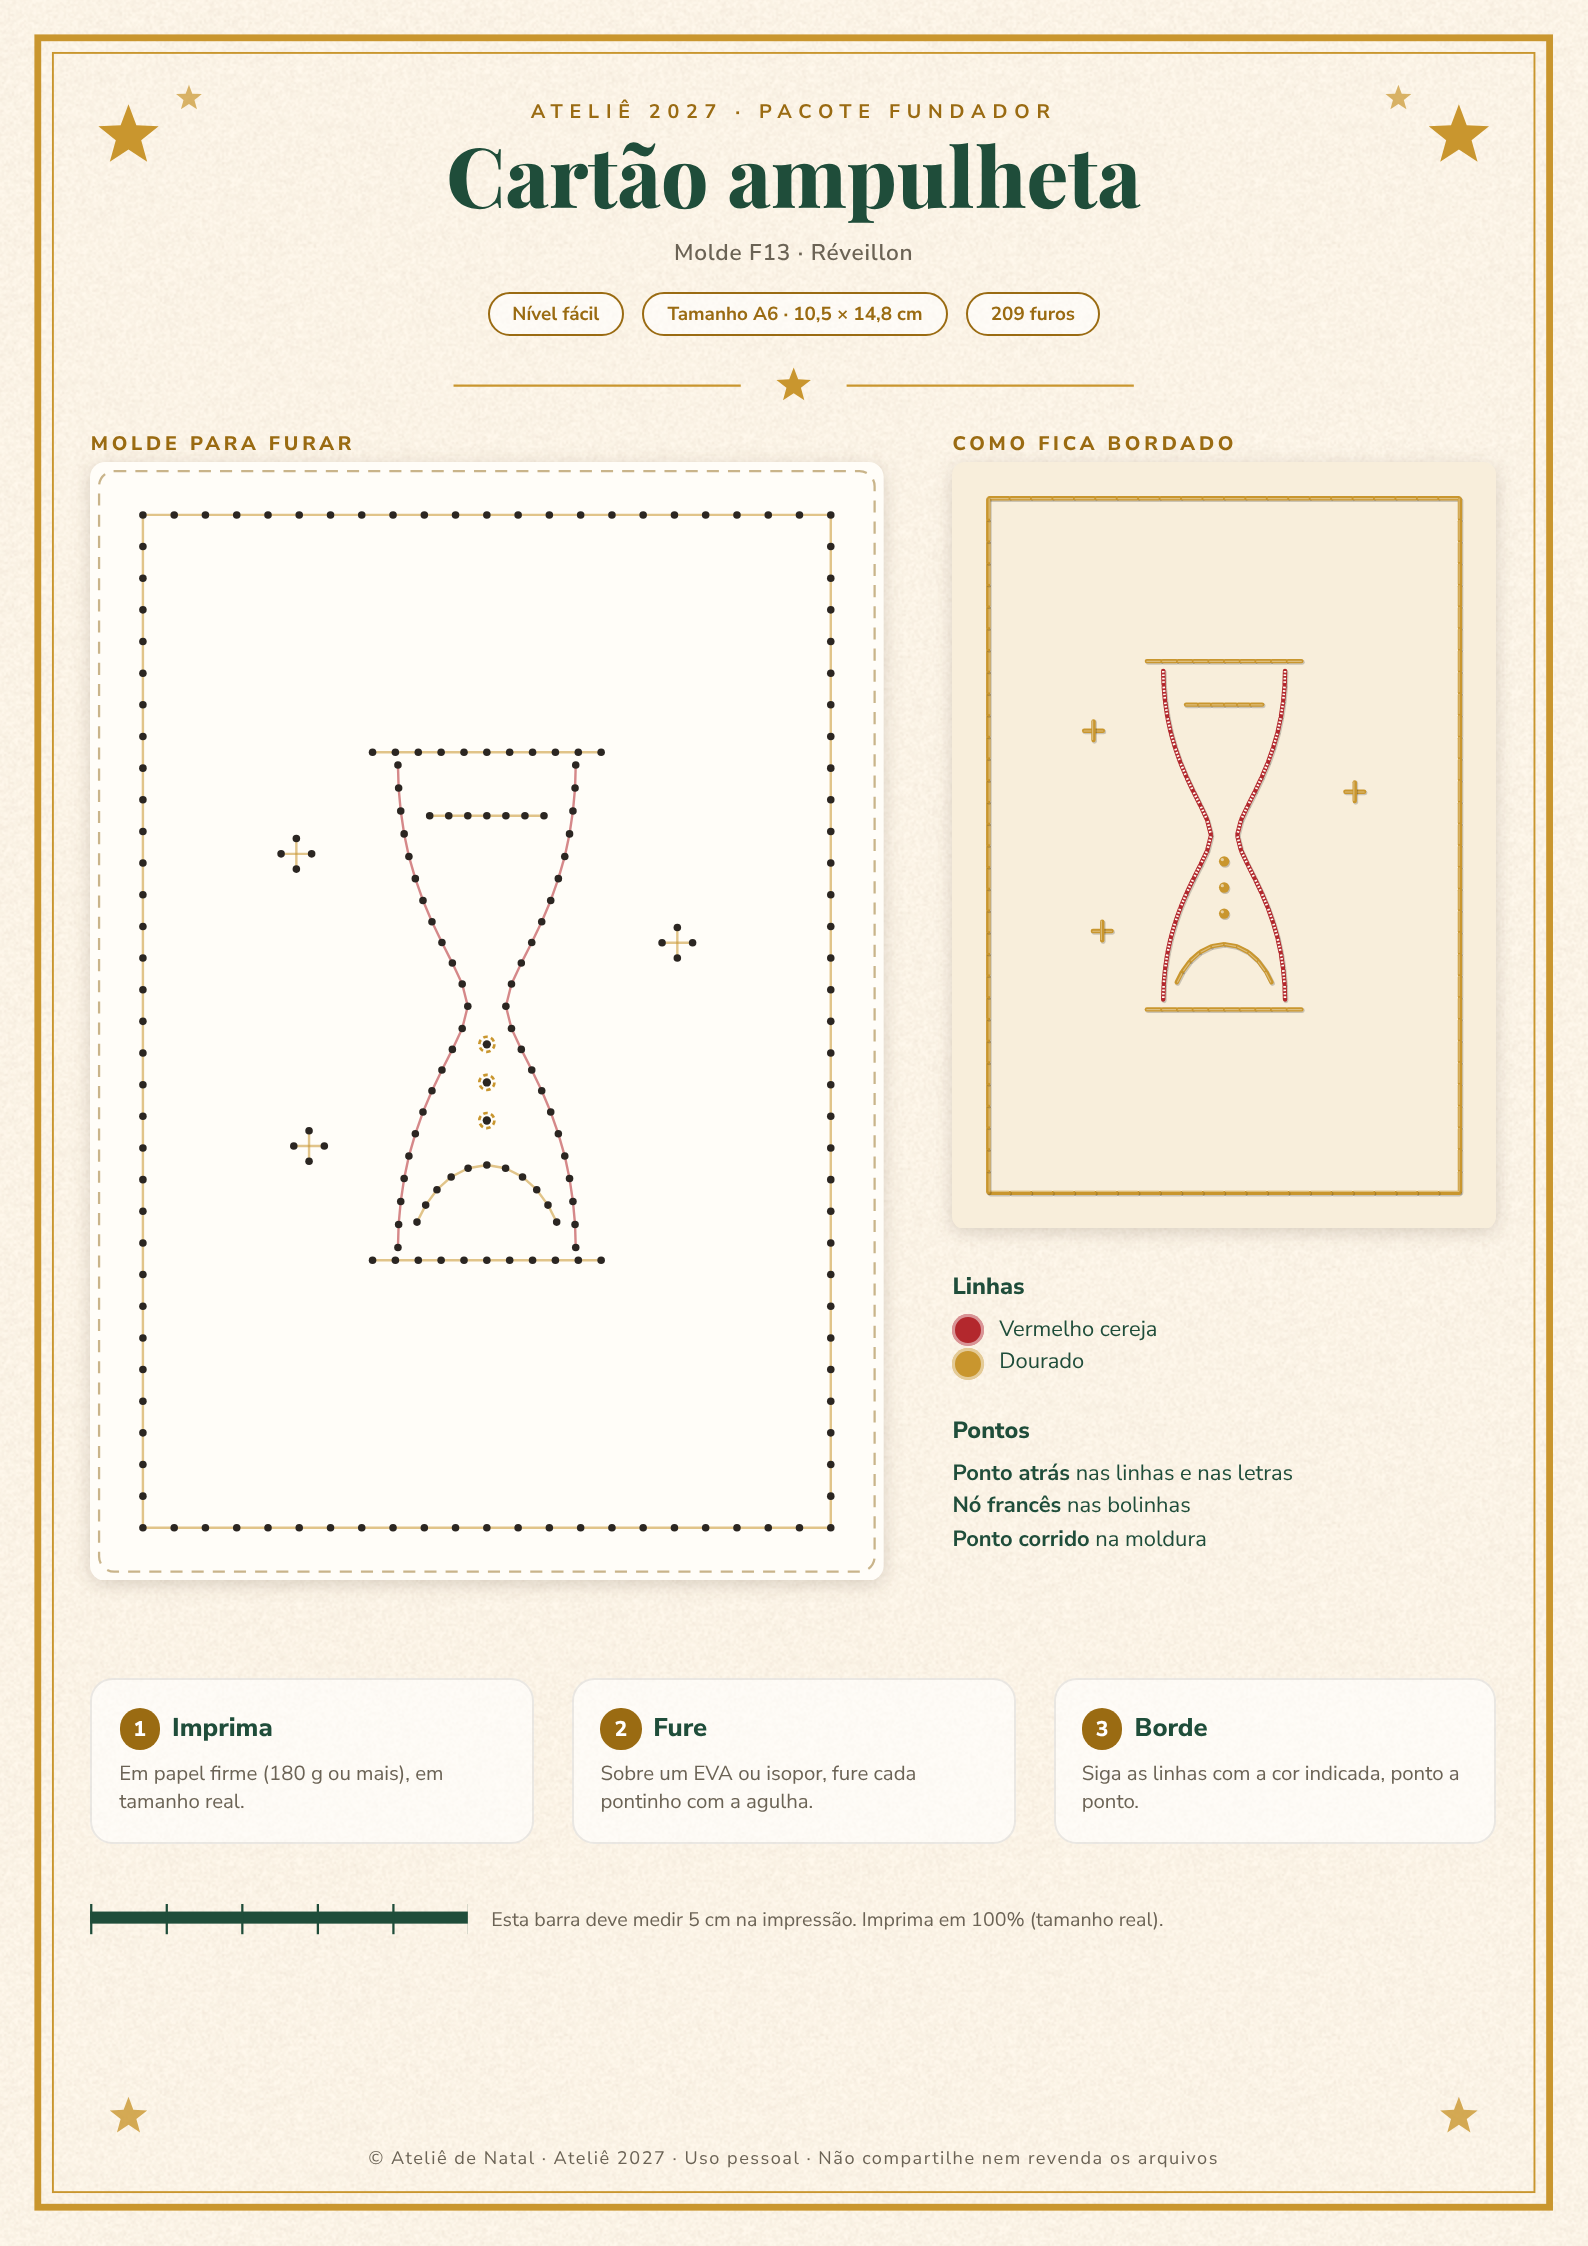 ATELIÊ 2027 · PACOTE FUNDADOR
Cartão ampulheta
Molde F13 · Réveillon
Nível fácil
Tamanho A6 · 10,5 × 14,8 cm
209 furos
MOLDE PARA FURAR
COMO FICA BORDADO
Linhas
Vermelho cereja
Dourado
Pontos
Ponto atrás nas linhas e nas letras
Nó francês nas bolinhas
Ponto corrido na moldura
1 Imprima
Em papel firme (180 g ou mais), em
tamanho real.
2 Fure
Sobre um EVA ou isopor, fure cada
pontinho com a agulha.
3 Borde
Siga as linhas com a cor indicada, ponto a
ponto.
Esta barra deve medir 5 cm na impressão. Imprima em 100% (tamanho real).
© Ateliê de Natal · Ateliê 2027 · Uso pessoal · Não compartilhe nem revenda os arquivos